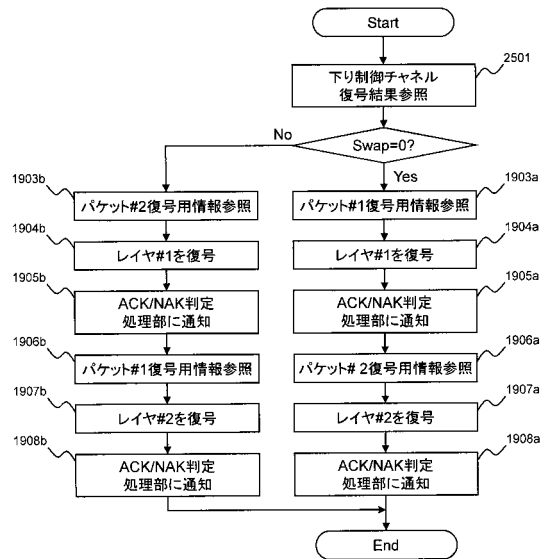 Start
2501
下り制御チャネル
復号結果参照
No
Swap=0?
Yes
1903b
パケット#2復号用情報参照
1903a
パケット#1復号用情報参照
1904b
レイヤ#1を復号
1904a
レイヤ#1を復号
1905b
ACK/NAK判定
処理部に通知
1905a
ACK/NAK判定
処理部に通知
1906b
パケット#1復号用情報参照
1906a
パケット# 2復号用情報参照
1907b
レイヤ#2を復号
1907a
レイヤ#2を復号
1908b
ACK/NAK判定
処理部に通知
1908a
ACK/NAK判定
処理部に通知
End